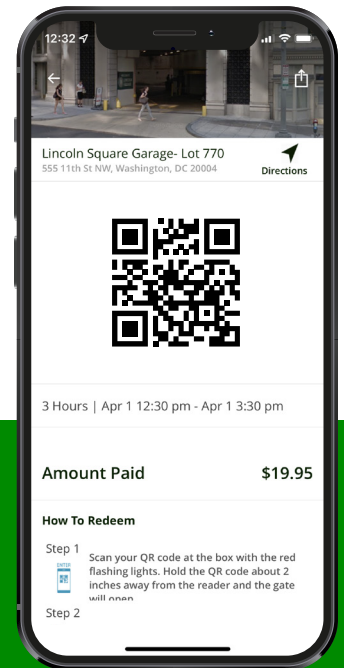 12:32
Lincoln Square Garage- Lot 770
555 11th St NW, Washington, DC 20004
Directions
3 Hours | Apr 1 12:30 pm - Apr 1 3:30 pm
Amount Paid
$19.95
How To Redeem
Step 1
ENTER
Scan your QR code at the box with the red
flashing lights. Hold the QR code about 2
inches away from the reader and the gate
will open
Step 2